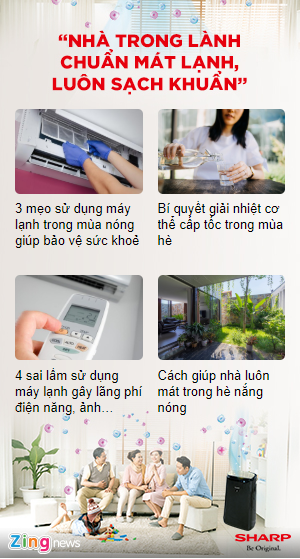 “NHÀ TRONG LÀNH
CHUẨN MÁT LẠNH,
LUÔN SẠCH KHUẨN”
3 mẹo sử dụng máy
lạnh trong mùa nóng
giúp bảo vệ sức khoẻ
Bí quyết giải nhiệt cơ
thể cấp tốc trong mùa
hè
4 sai lầm sử dụng
máy lạnh gây lãng phí
điện năng, ảnh…
Cách giúp nhà luôn
mát trong hè nắng
nóng
Zing news
SHARP
Be Original.